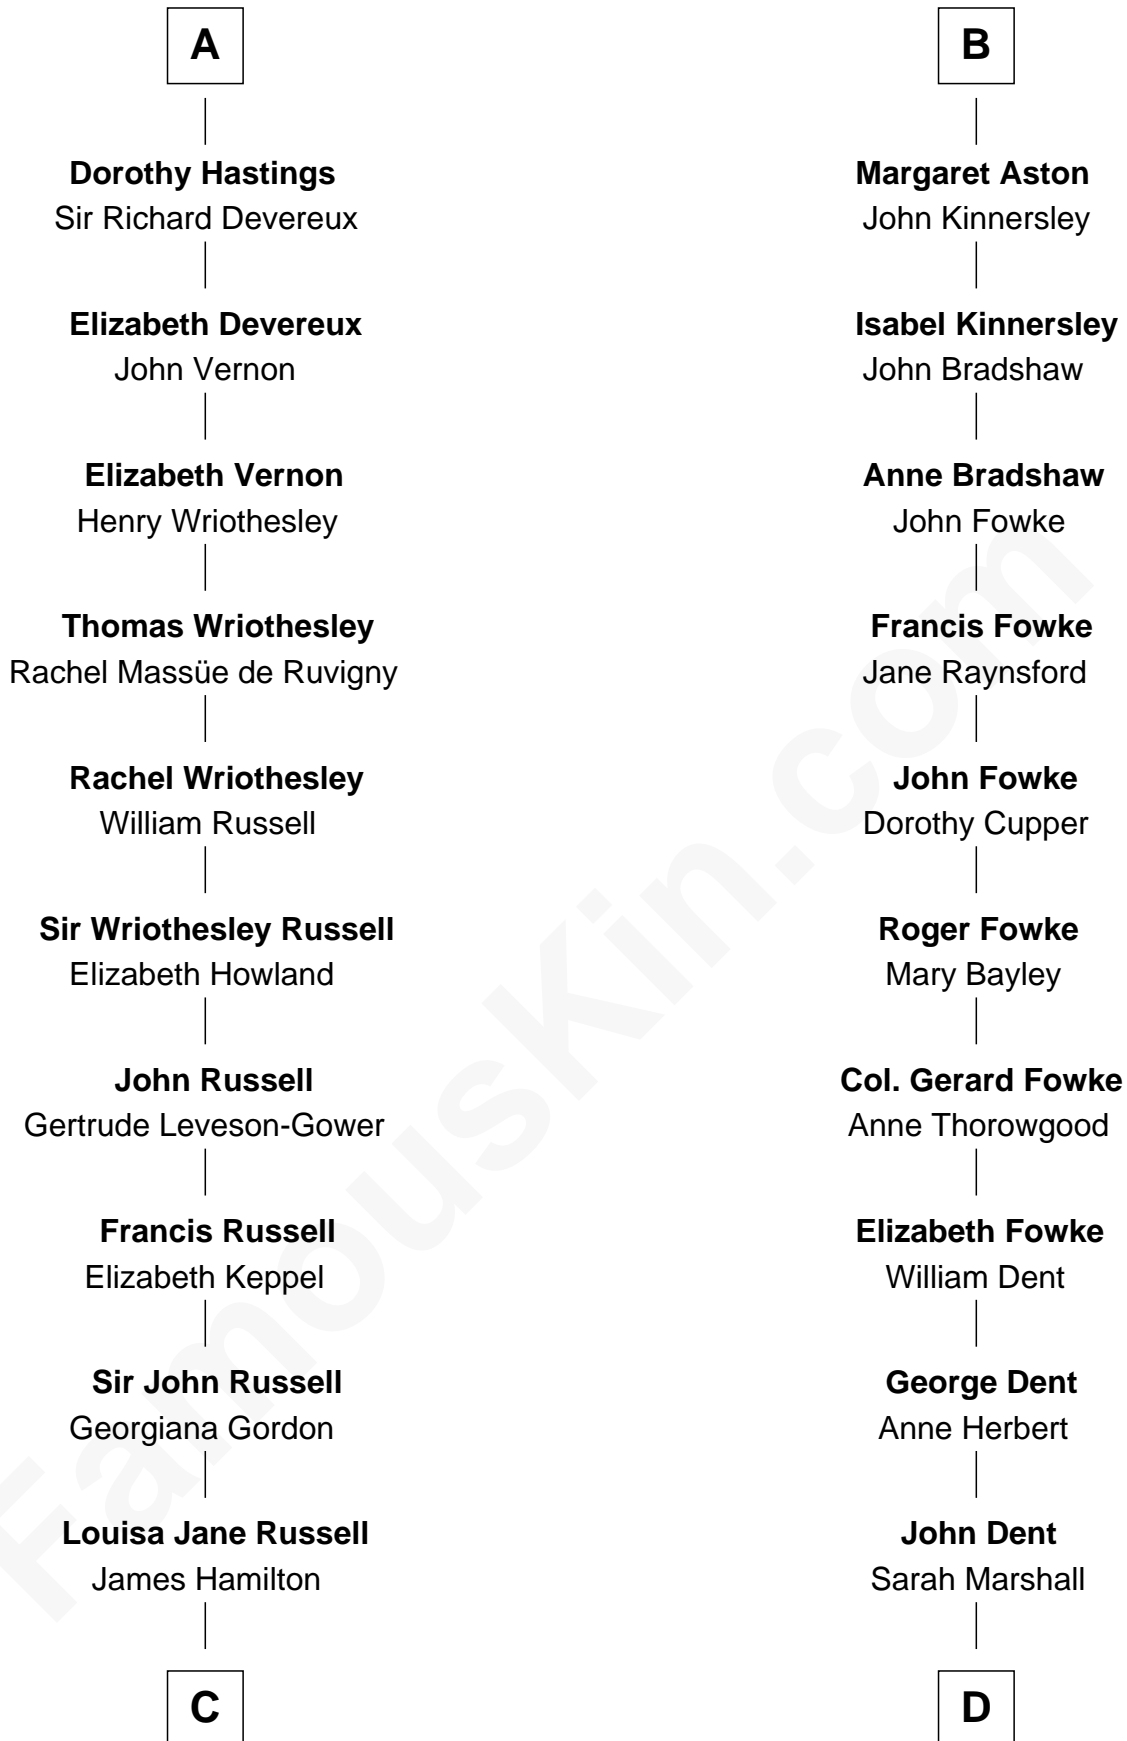 A
Dorothy Hastings
Sir Richard Devereux
Elizabeth Devereux
John Vernon
Elizabeth Vernon
Henry Wriothesley
Thomas Wriothesley
Rachel Massüe de Ruvigny
Rachel Wriothesley
William Russell
Sir Wriothesley Russell
Elizabeth Howland
John Russell
Gertrude Leveson-Gower
Francis Russell
Elizabeth Keppel
Sir John Russell
Georgiana Gordon
Louisa Jane Russell
James Hamilton
C
B
Margaret Aston
John Kinnersley
Isabel Kinnersley
John Bradshaw
Anne Bradshaw
John Fowke
Francis Fowke
Jane Raynsford
John Fowke
Dorothy Cupper
Roger Fowke
Mary Bayley
Col. Gerard Fowke
Anne Thorowgood
Elizabeth Fowke
William Dent
George Dent
Anne Herbert
John Dent
Sarah Marshall
D
FamousKin.com